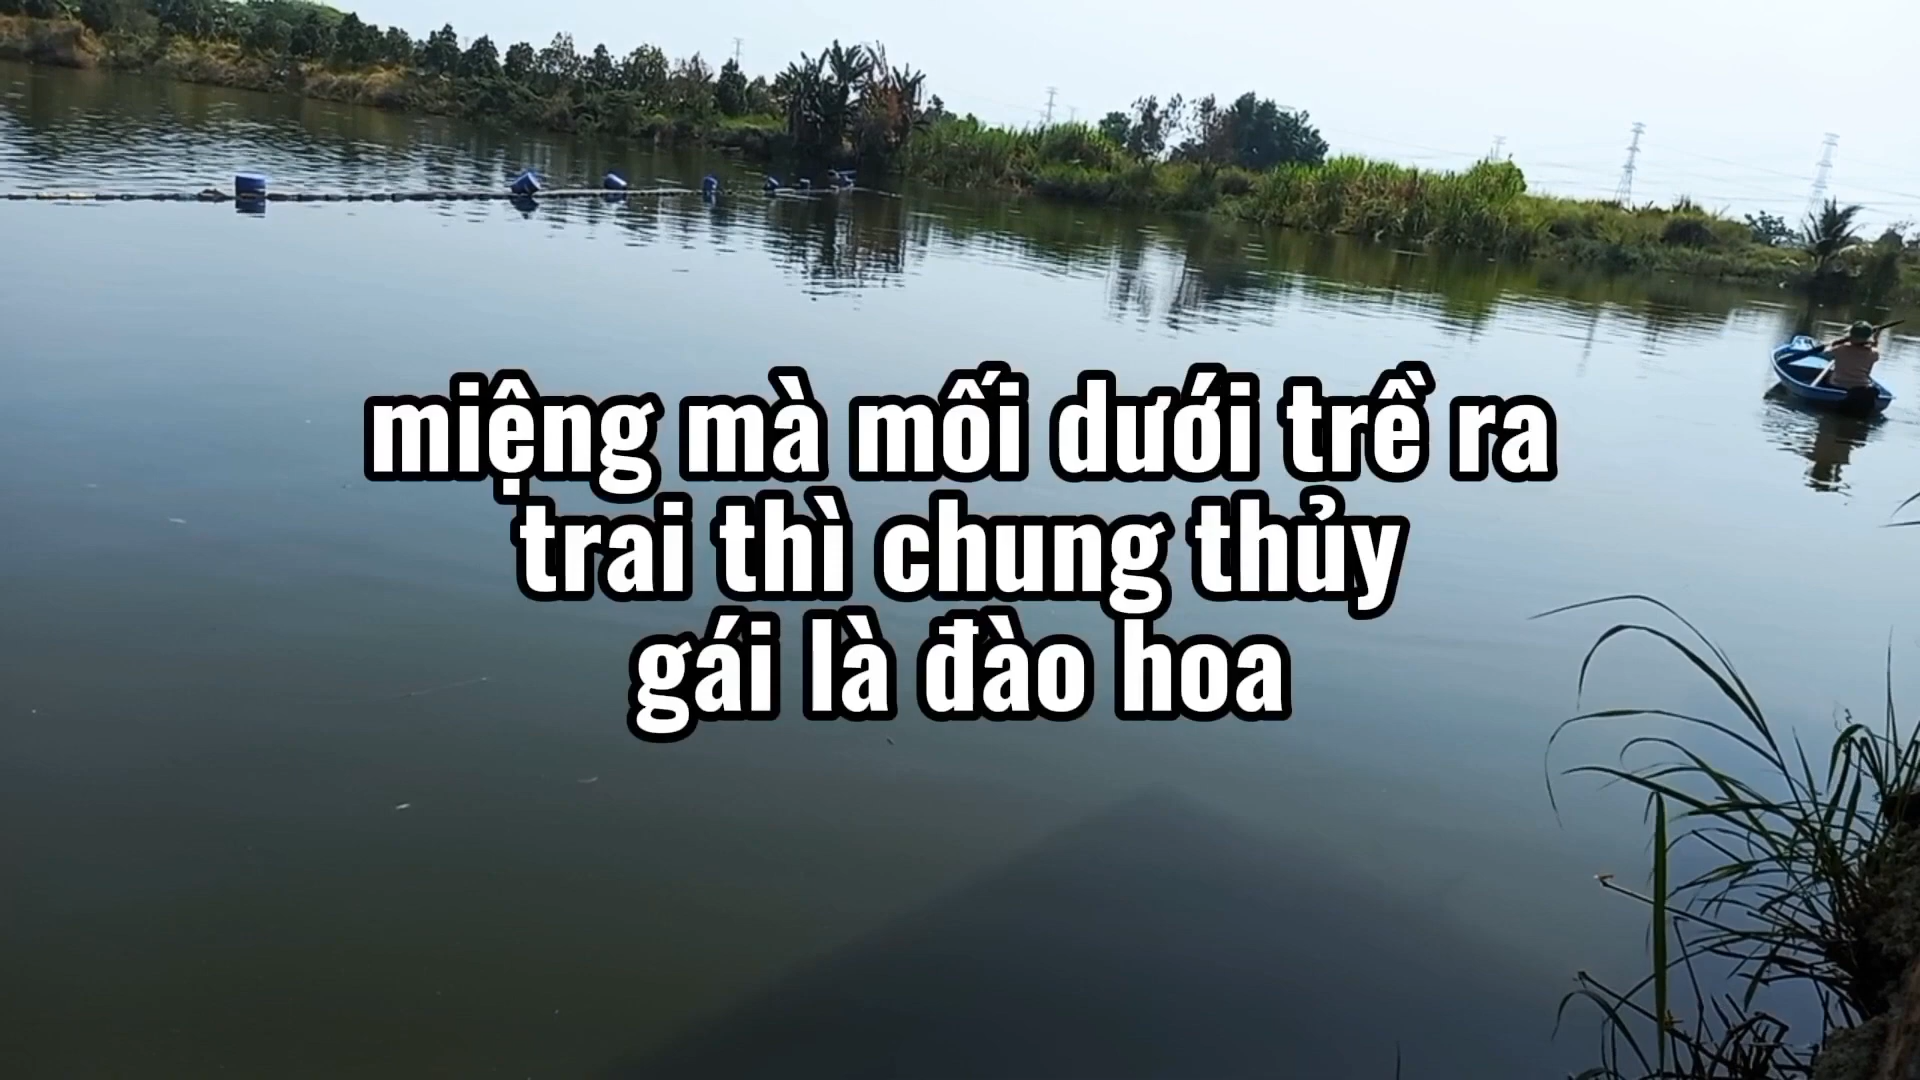 miệng mà mối dưới trề ra
trai thì chung thủy
gái là đào hoa